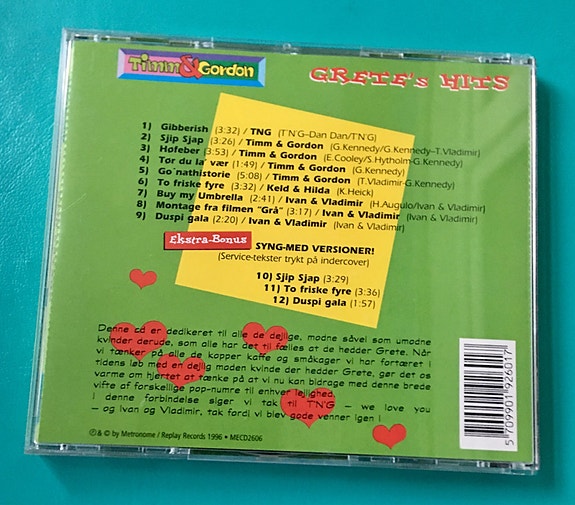 Timm&Gordon
GRETE's HITS
1) Gibberish (3:32) / TNG (T'N'G-Dan Dan/T'N'G)
2) Sjip Sjap (3:26) / Timm & Gordon (G.Kennedy/G.Kennedy-T.Vladimir)
3) Høfeber (3:53) / Timm & Gordon (E.Cooley/S.Hytholm-G.Kennedy)
4) Tør du la' vær (1:49) / Timm & Gordon (G.Kennedy)
5) Go'nathistorie (5:08) / Timm & Gordon (T.Vladimir-G.Kennedy)
6) To friske fyre (3:32) / Keld & Hilda (K.Heick)
7) Buy my Umbrella (2:41) / Ivan & Vladimir (H.Augulo/Ivan & Vladimir)
8) Montage fra filmen "Grå" (3:17) / Ivan & Vladimir (Ivan & Vladimir)
9) Duspi gala (2:20) / Ivan & Vladimir (Ivan & Vladimir)
Ekstra-Bonus SYNG-MED VERSIONER!
(Service-tekster trykt på indercover)
10) Sjip Sjap (3:29)
11) To friske fyre (3:36)
12) Duspi gala (1:57)
Denne cd er dedikeret til alle de dejlige, modne såvel som umodne
kvinder derude, som alle har det til fælles at de hedder Grete. Når
vi tænker på alle de kopper kaffe og småkager vi har fortæret i
tidens løb med en dejlig moden kvinde der hedder Grete, gør det os
varme om hjertet at tænke på at vi nu kan bidrage med denne brede
vifte af forskellige pop-numre til enhver lejlighed.
I denne forbindelse siger vi tak til T'N'G – we love you
– og Ivan og Vladimir, tak fordi vi blev gode venner igen !
℗ & © by Metronome / Replay Records 1996 • MECD2606
5 709901 926017